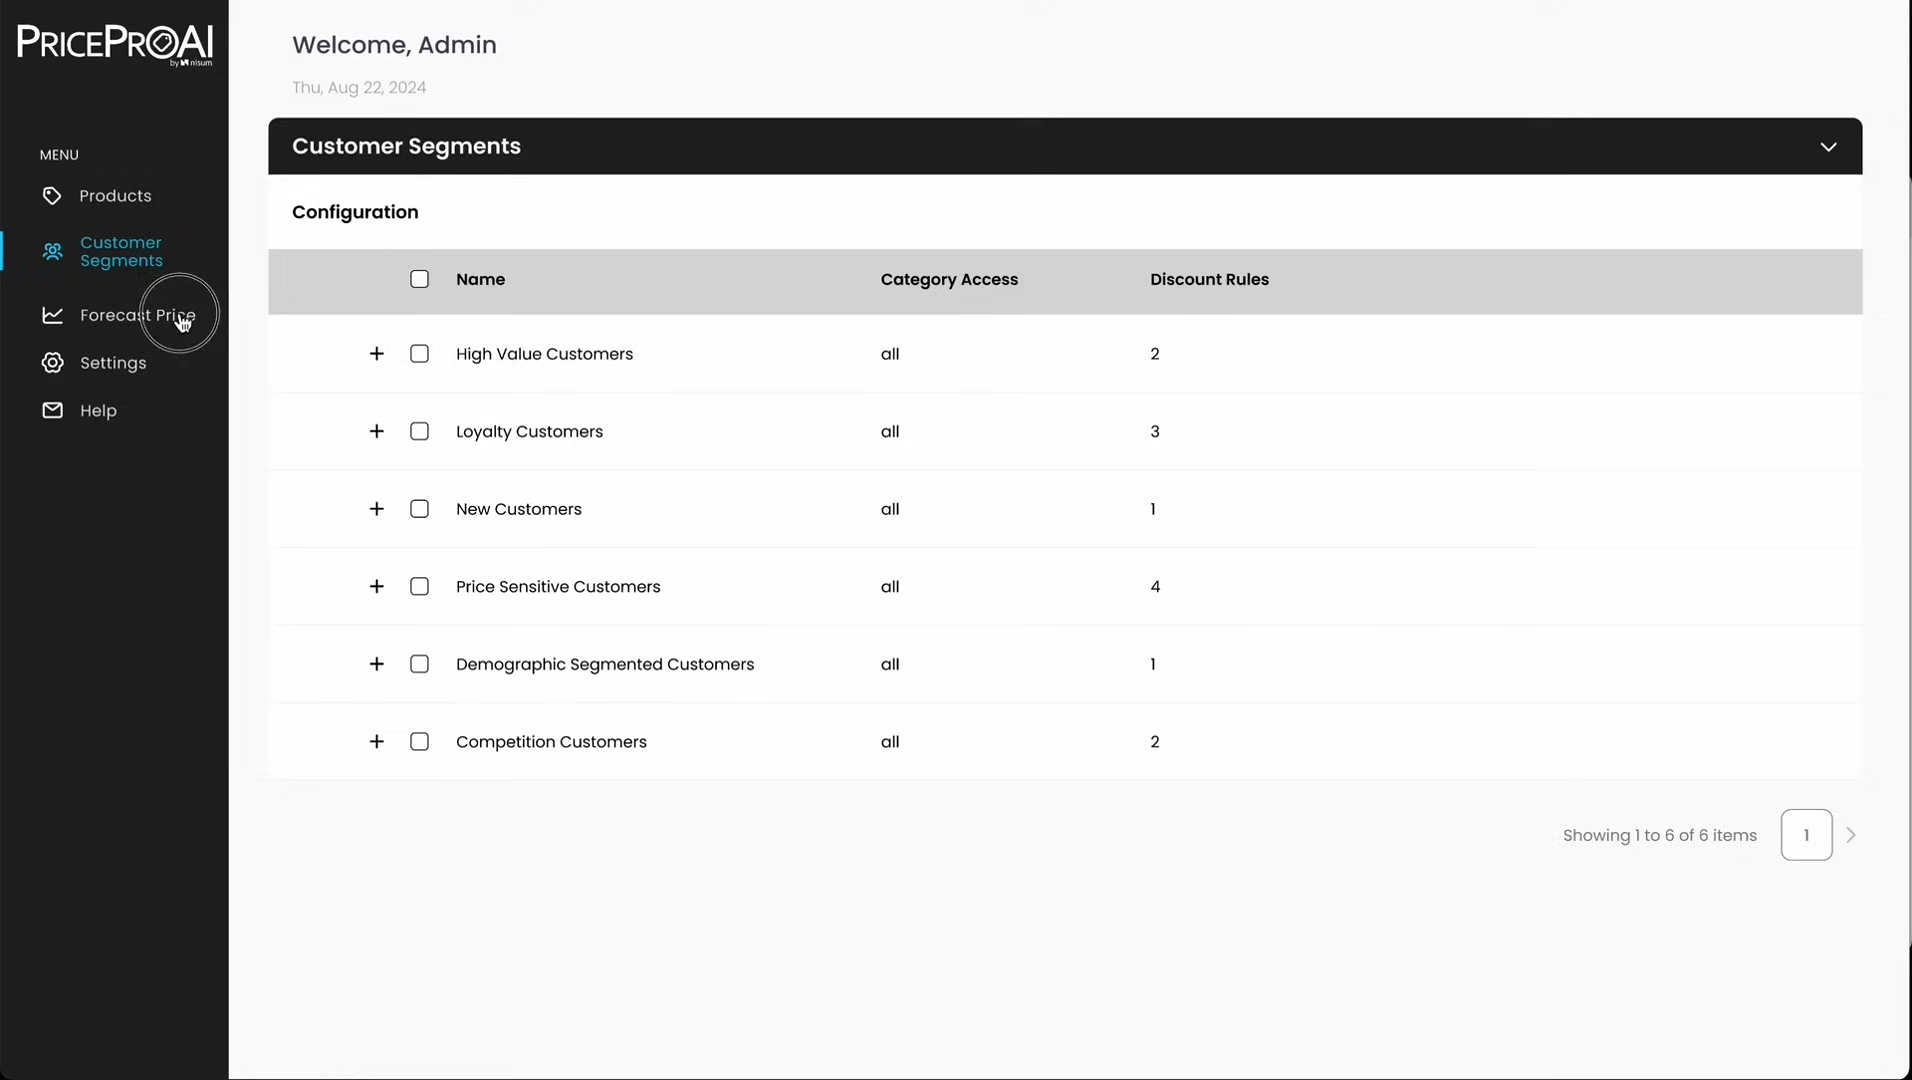 PRICEPROAI
by nisum
MENU
Products
Customer
Segments
Forecast Price
Settings
Help
Welcome, Admin
Thu, Aug 22, 2024
Customer Segments
Configuration
Name Category Access Discount Rules
High Value Customers all 2
Loyalty Customers all 3
New Customers all 1
Price Sensitive Customers all 4
Demographic Segmented Customers all 1
Competition Customers all 2
Showing 1 to 6 of 6 items 1